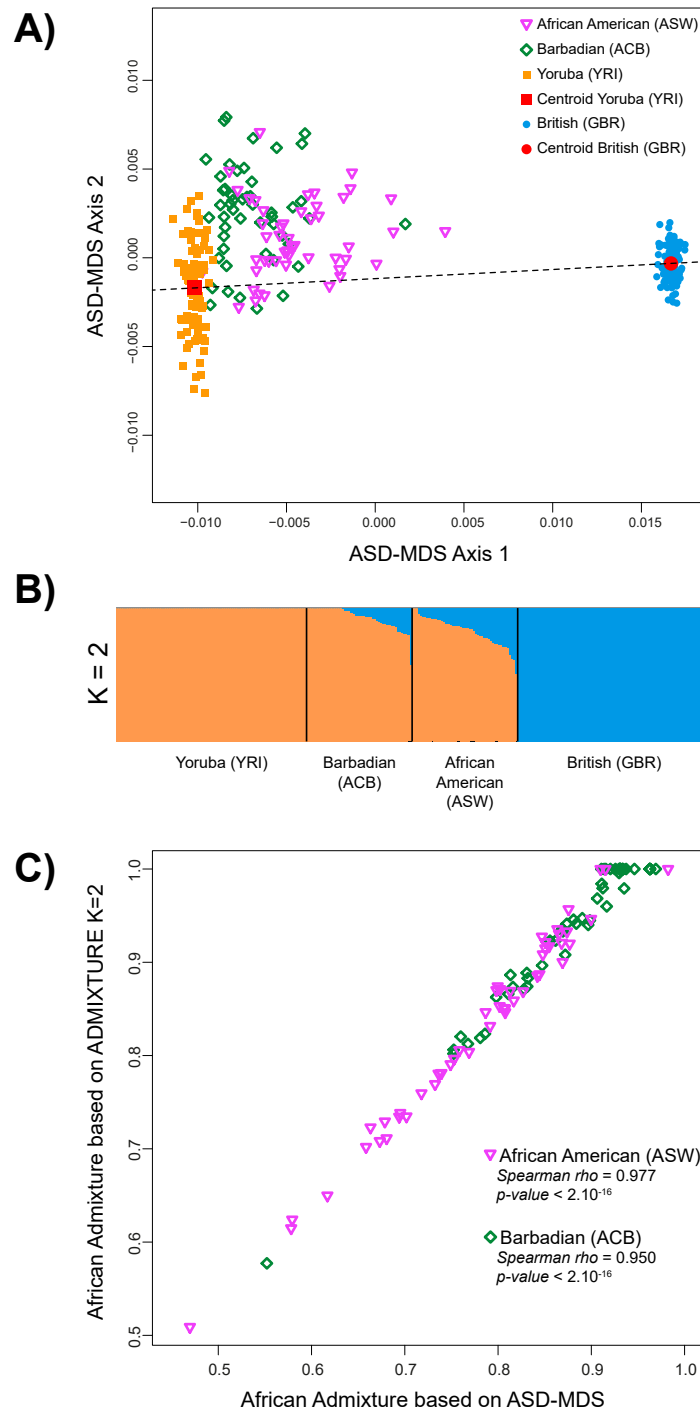 A)
African American (ASW)
Barbadian (ACB)
Yoruba (YRI)
Centroid Yoruba (YRI)
British (GBR)
Centroid British (GBR)
0.010
0.005
0.000
−0.005
−0.010
ASD-MDS Axis 2
−0.010
−0.005
0.000
0.005
0.010
0.015
ASD-MDS Axis 1
B)
K = 2
Yoruba (YRI)
Barbadian
(ACB)
African
American
(ASW)
British (GBR)
C)
1.0
0.9
0.8
0.7
0.6
0.5
African Admixture based on ADMIXTURE K=2
African American (ASW)
Spearman rho = 0.977
p-value < 2.10-16
Barbadian (ACB)
Spearman rho = 0.950
p-value < 2.10-16
0.5
0.6
0.7
0.8
0.9
1.0
African Admixture based on ASD-MDS